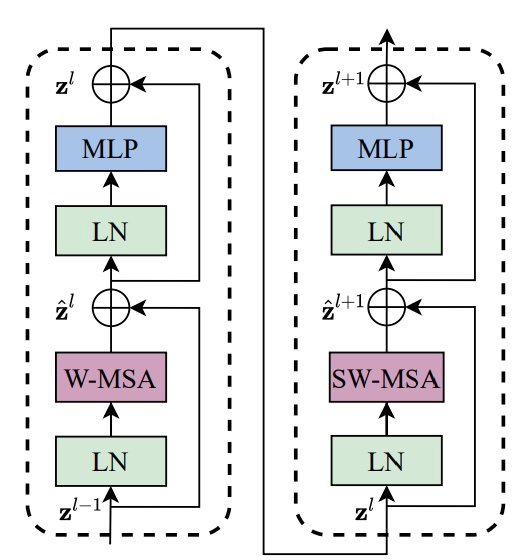 z^l
MLP
LN
ẑ^l
W-MSA
LN
z^{l-1}
z^{l+1}
MLP
LN
ẑ^{l+1}
SW-MSA
LN
z^l